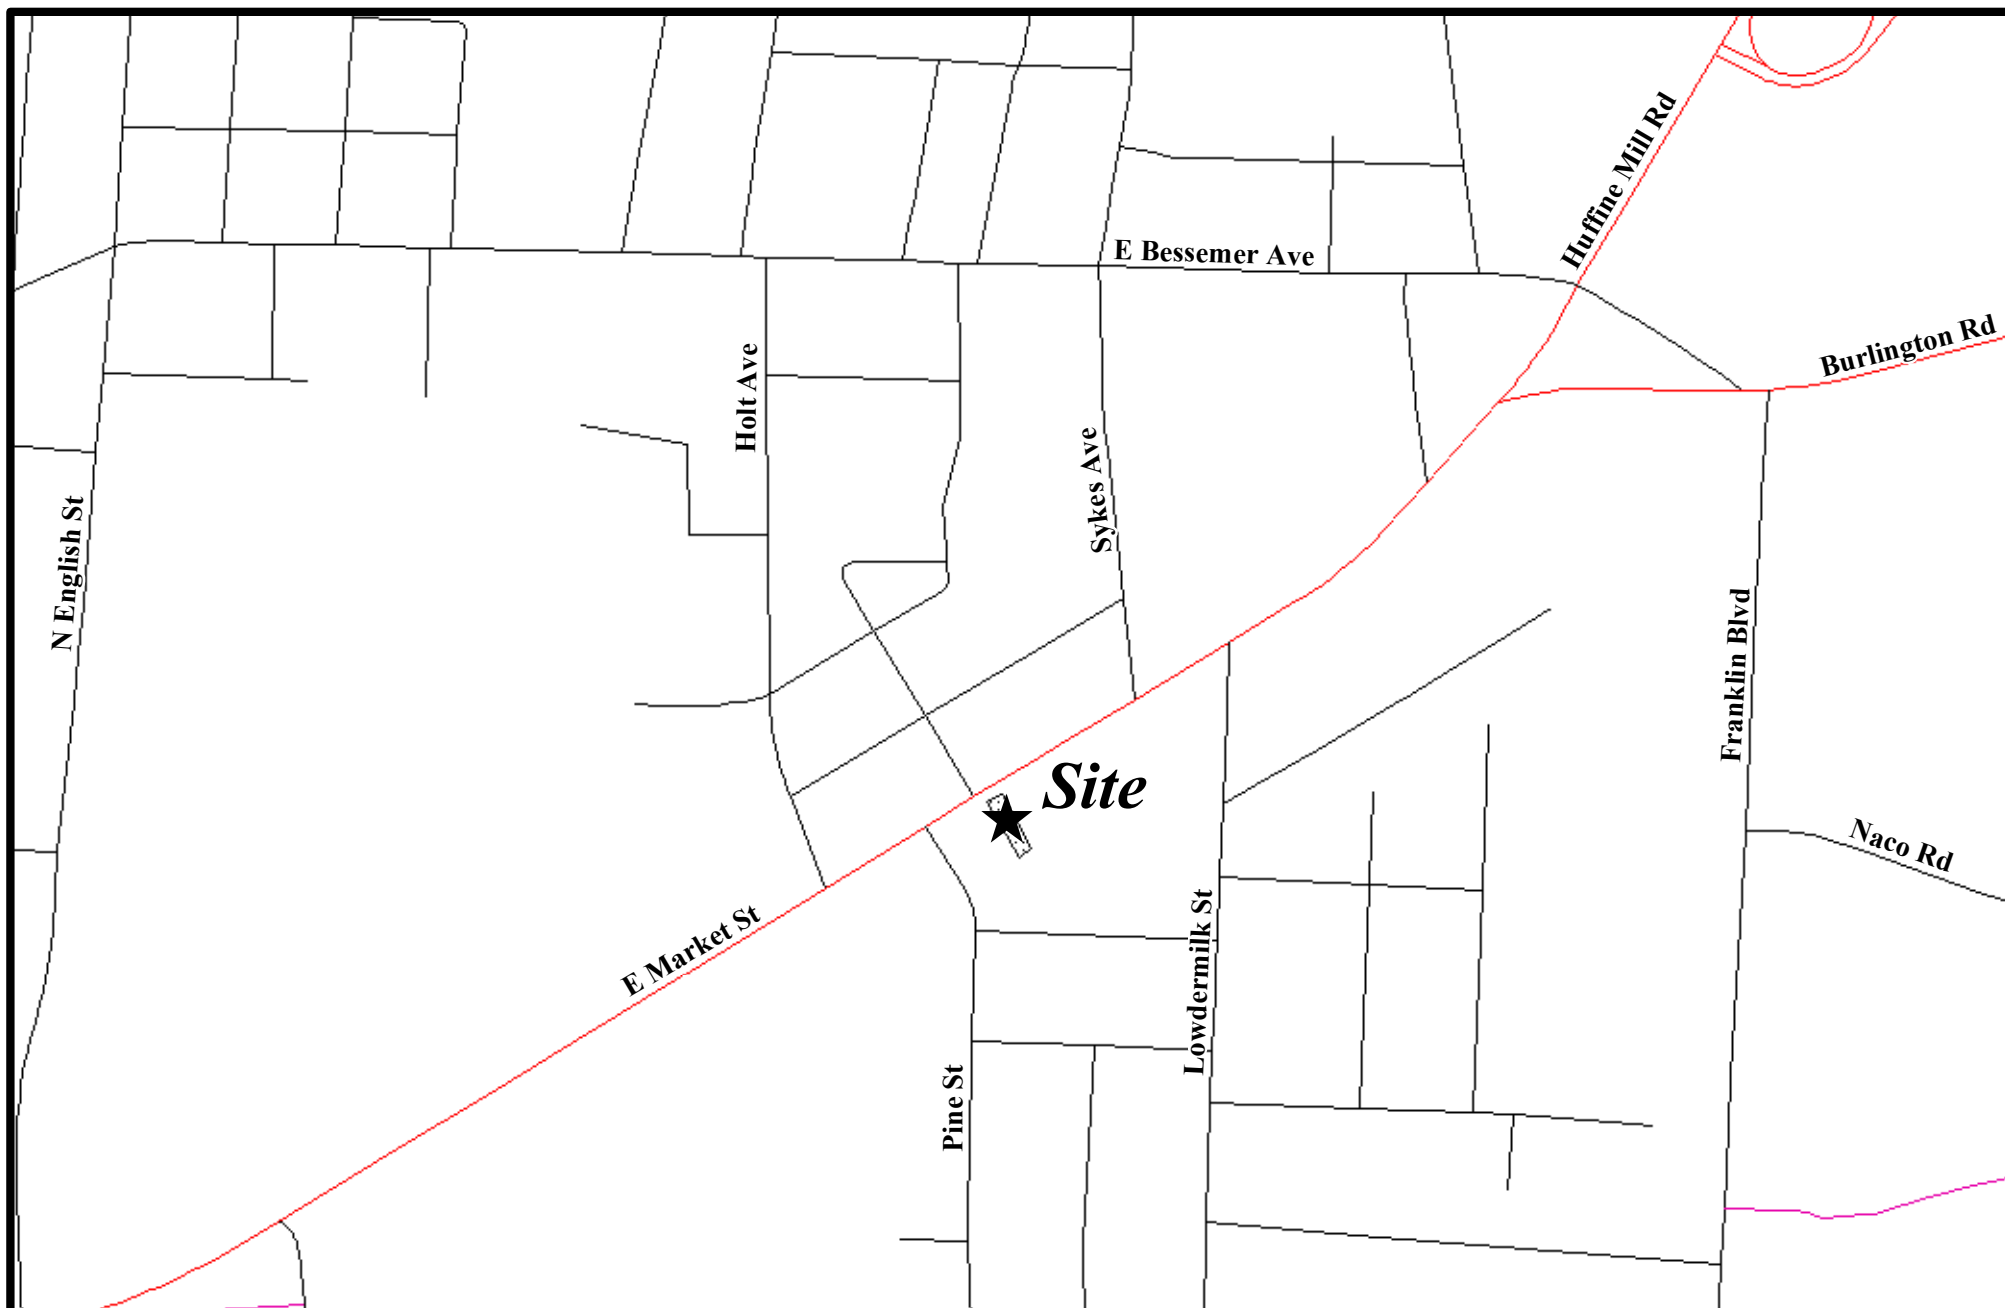 Huffine Mill Rd
E Bessemer Ave
Burlington Rd
Holt Ave
Sykes Ave
N English St
Franklin Blvd
Site
Naco Rd
E Market St
Lowdermilk St
Pine St